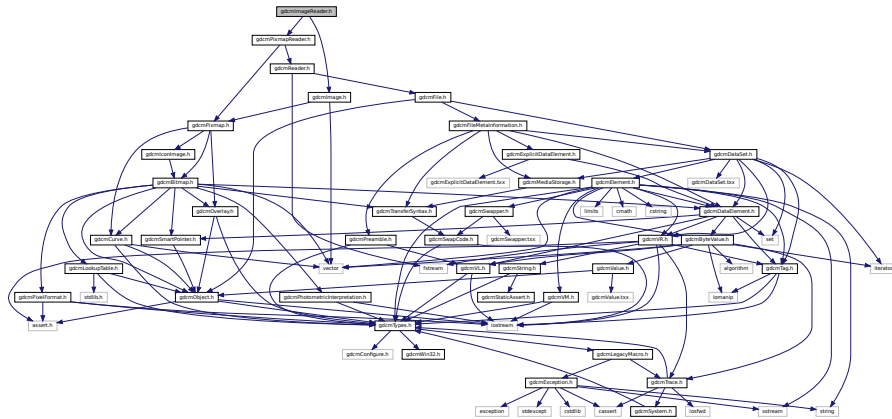 gdcmImageReader.h
gdcmPixmapReader.h
gdcmReader.h
gdcmImage.h
gdcmFile.h
gdcmPixmap.h
gdcmFileMetaInformation.h
gdcmIconImage.h
gdcmExplicitDataElement.h
gdcmDataSet.h
gdcmBitmap.h
gdcmExplicitDataElement.txx
gdcmMediaStorage.h
gdcmElement.h
gdcmDataSet.txx
gdcmOverlay.h
gdcmTransferSyntax.h
gdcmSwapper.h
limits
cmath
cstring
gdcmDataElement.h
gdcmCurve.h
gdcmSmartPointer.h
gdcmPreamble.h
gdcmSwapCode.h
gdcmSwapper.txx
gdcmVR.h
gdcmByteValue.h
set
gdcmLookupTable.h
vector
fstream
gdcmVL.h
gdcmString.h
gdcmValue.h
algorithm
gdcmTag.h
iterator
gdcmPixelFormat.h
stdlib.h
gdcmObject.h
gdcmPhotometricInterpretation.h
gdcmStaticAssert.h
gdcmVM.h
gdcmValue.txx
iomanip
assert.h
gdcmTypes.h
iostream
gdcmConfigure.h
gdcmWin32.h
gdcmLegacyMacro.h
gdcmException.h
gdcmTrace.h
exception
stdexcept
cstdlib
cassert
gdcmSystem.h
iosfwd
sstream
string